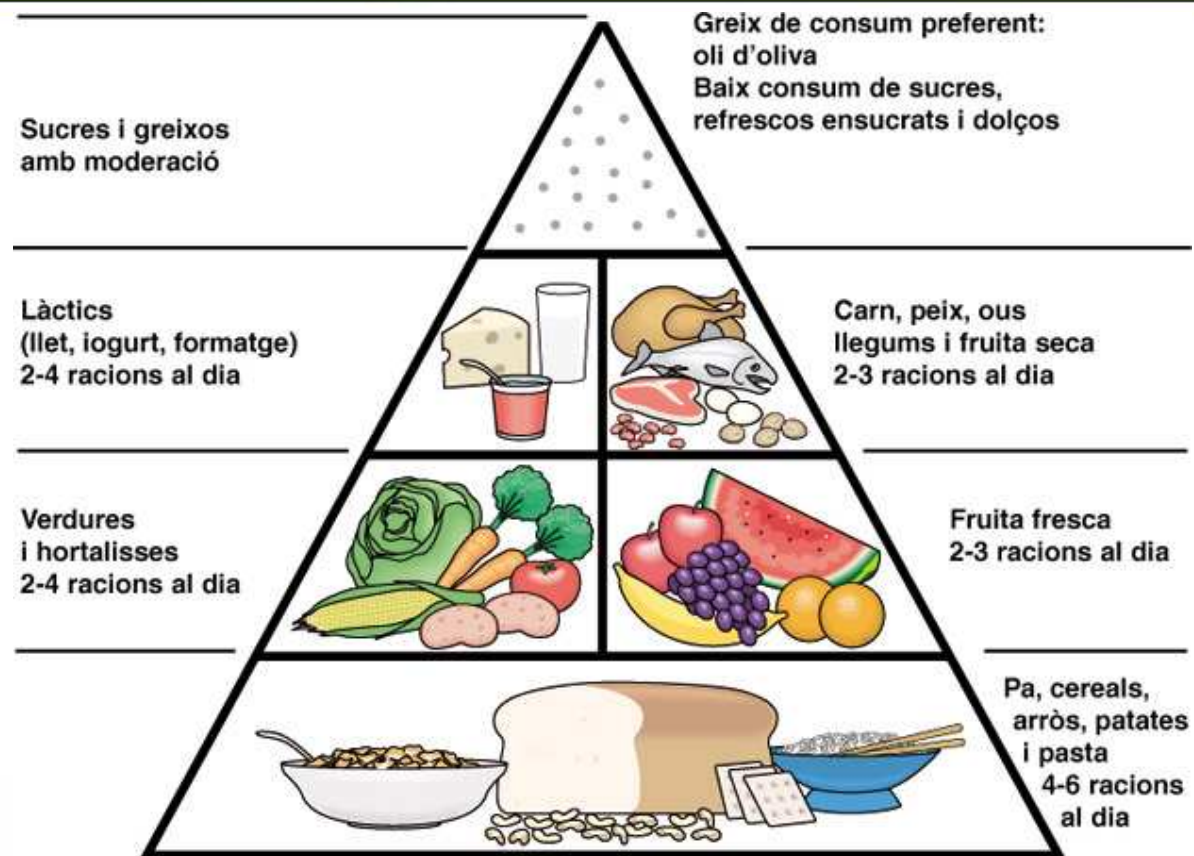 Greix de consum preferent:
oli d’oliva
Baix consum de sucres,
refrescos ensucrats i dolços
Sucres i greixos
amb moderació
Làctics
(llet, iogurt, formatge)
2-4 racions al dia
Carn, peix, ous
llegums i fruita seca
2-3 racions al dia
Verdures
i hortalisses
2-4 racions al dia
Fruita fresca
2-3 racions al dia
Pa, cereals,
arròs, patates
i pasta
4-6 racions
al dia